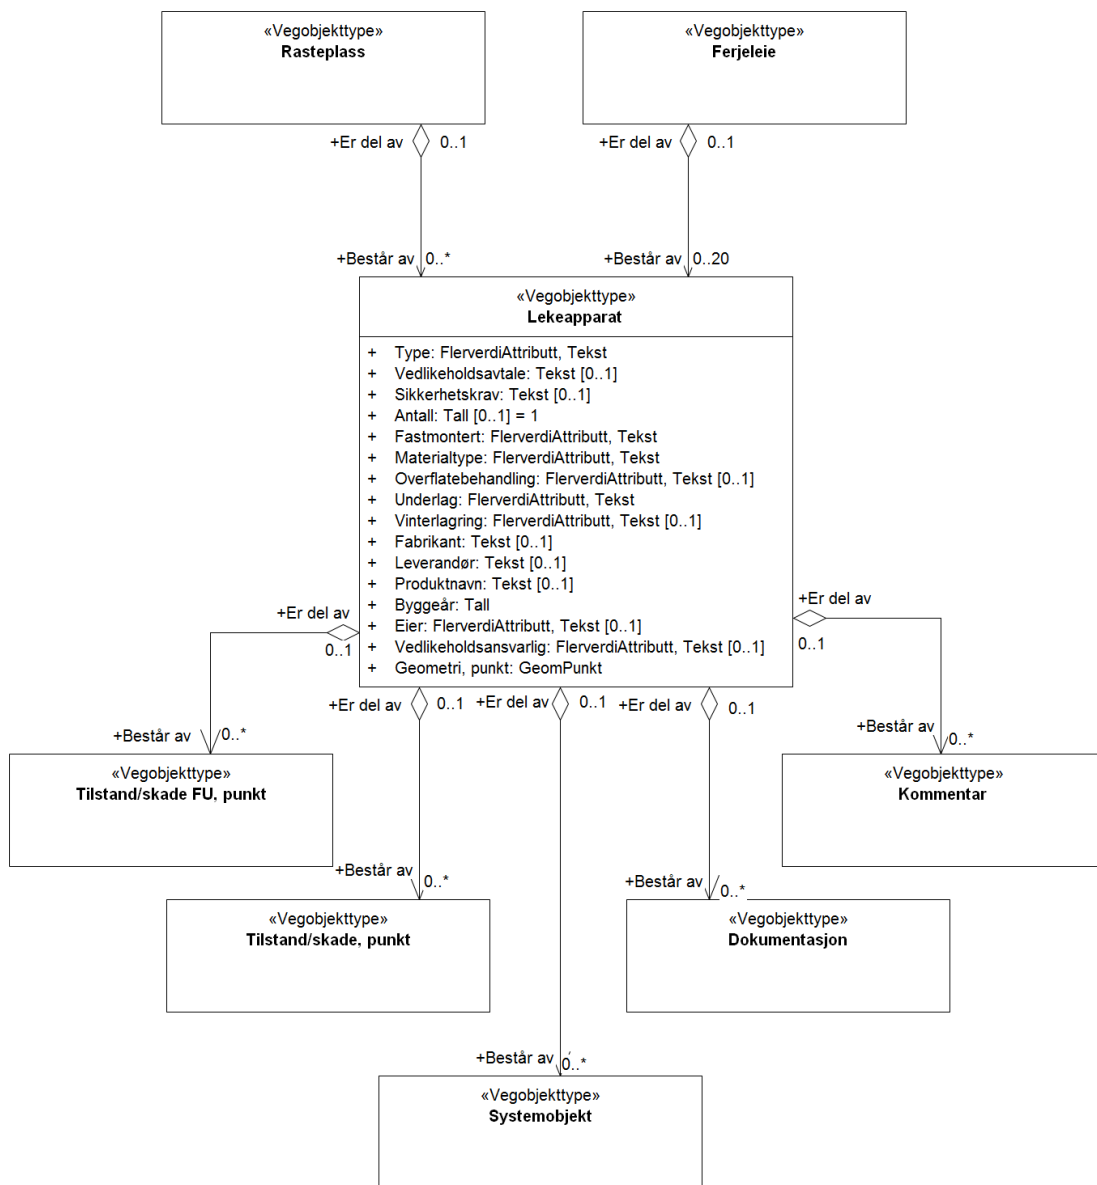 «Vegobjekttype»
Rasteplass
«Vegobjekttype»
Ferjeleie
+Er del av 0..1
+Er del av 0..1
+Består av 0..*
+Består av 0..20
«Vegobjekttype»
Lekeapparat
+ Type: FlerverdiAttributt, Tekst
+ Vedlikeholdsavtale: Tekst [0..1]
+ Sikkerhetskrav: Tekst [0..1]
+ Antall: Tall [0..1] = 1
+ Fastmontert: FlerverdiAttributt, Tekst
+ Materialtype: FlerverdiAttributt, Tekst
+ Overflatebehandling: FlerverdiAttributt, Tekst [0..1]
+ Underlag: FlerverdiAttributt, Tekst
+ Vinterlagring: FlerverdiAttributt, Tekst [0..1]
+ Fabrikant: Tekst [0..1]
+ Leverandør: Tekst [0..1]
+ Produktnavn: Tekst [0..1]
+ Byggeår: Tall
+ Eier: FlerverdiAttributt, Tekst [0..1]
+ Vedlikeholdsansvarlig: FlerverdiAttributt, Tekst [0..1]
+ Geometri, punkt: GeomPunkt
+Er del av
0..1
+Er del av
0..1
+Er del av 0..1
+Er del av 0..1
+Er del av 0..1
+Består av 0..*
+Består av 0..*
«Vegobjekttype»
Tilstand/skade FU, punkt
«Vegobjekttype»
Kommentar
+Består av 0..*
+Består av 0..*
«Vegobjekttype»
Tilstand/skade, punkt
«Vegobjekttype»
Dokumentasjon
+Består av 0..*
«Vegobjekttype»
Systemobjekt